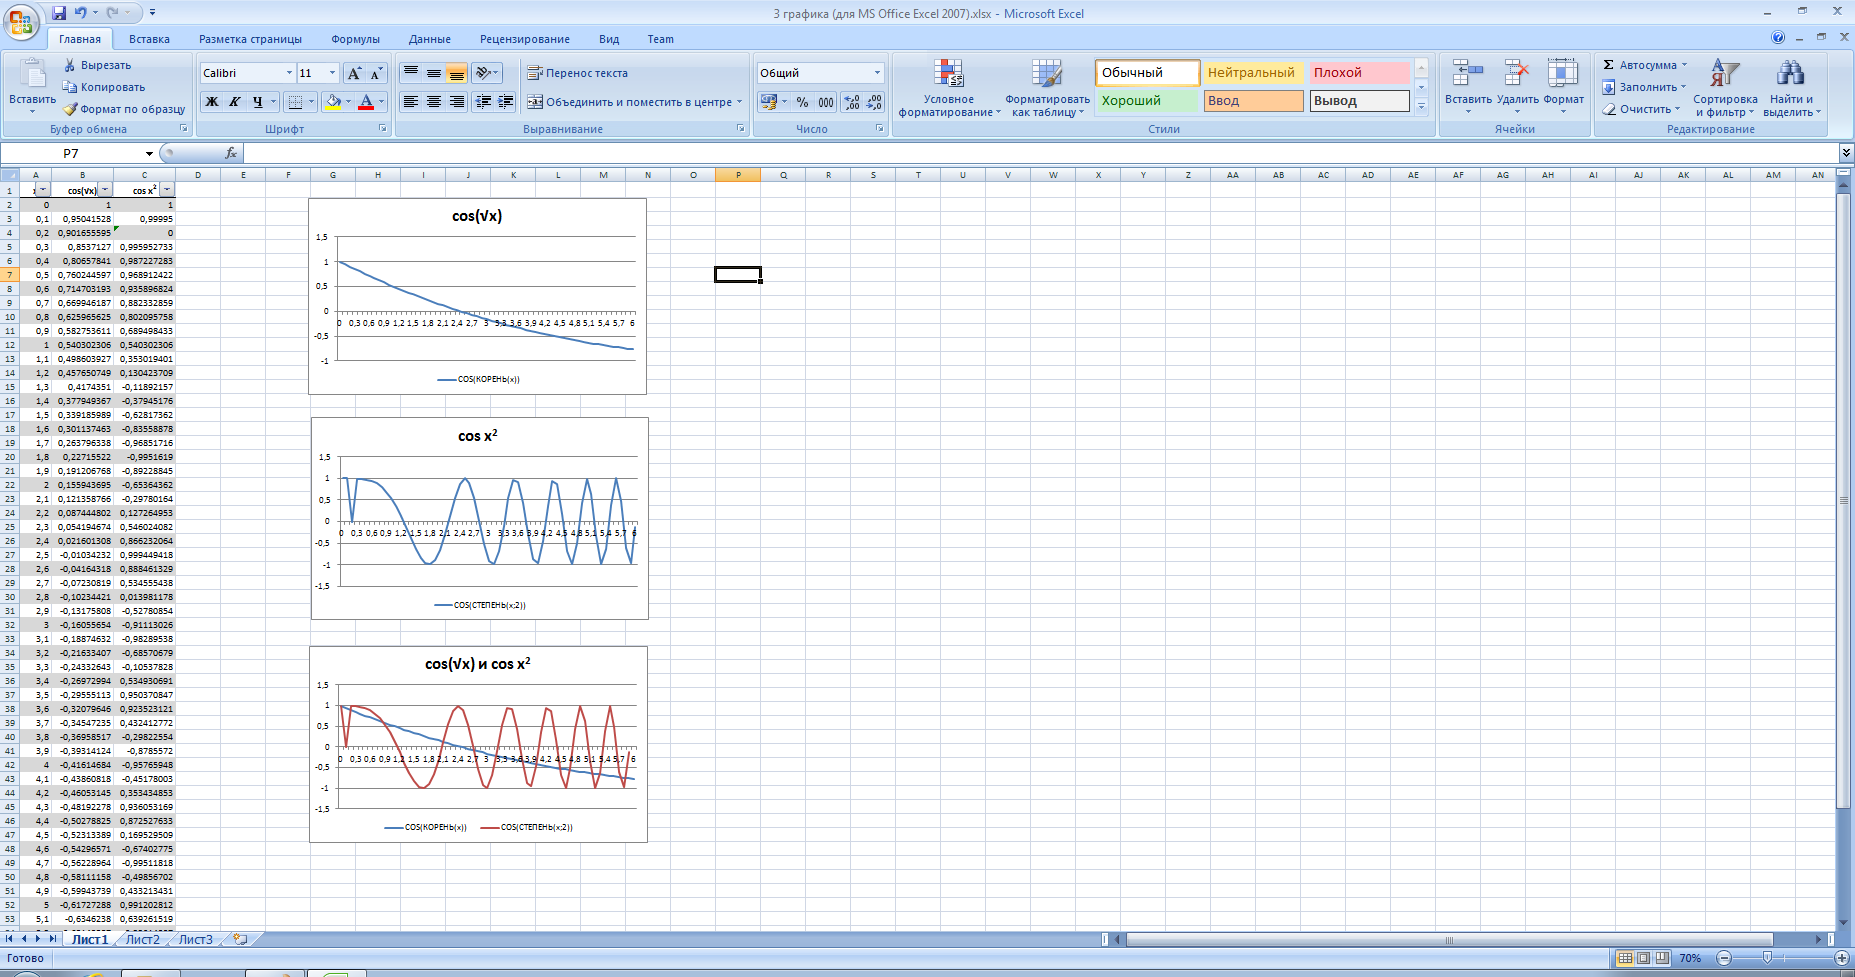 3 графика (для MS Office Excel 2007).xlsx - Microsoft Excel
Главная Вставка Разметка страницы Формулы Данные Рецензирование Вид Team
Вставить
Вырезать
Копировать
Формат по образцу
Буфер обмена
Calibri 11
Ж К Ч
Шрифт
Перенос текста
Объединить и поместить в центре
Выравнивание
Общий
% 000
Число
Условное форматирование
Форматировать как таблицу
Обычный Нейтральный Плохой
Хороший Ввод Вывод
Стили
Вставить Удалить Формат
Ячейки
Σ Автосумма
Заполнить
Очистить
Сортировка и фильтр
Найти и выделить
Редактирование
P7 fx
A B C D E F G H I J K L M N O P Q R S T U V W X Y Z AA AB AC AD AE AF AG AH AI AJ AK AL AM AN
1 cos(√x) cos x²
2 0 1 1
3 0,1 0,95041528 0,99995
4 0,2 0,901655595 0
5 0,3 0,8537127 0,995952733
6 0,4 0,80657841 0,987227283
7 0,5 0,760244597 0,968912422
8 0,6 0,714703193 0,935896824
9 0,7 0,669946187 0,882332859
10 0,8 0,625965625 0,802095758
11 0,9 0,582753611 0,689498433
12 1 0,540302306 0,540302306
13 1,1 0,498603927 0,353019401
14 1,2 0,457650749 0,130423709
15 1,3 0,4174351 -0,11892157
16 1,4 0,377949367 -0,37945176
17 1,5 0,339185989 -0,62817362
18 1,6 0,301137463 -0,83558878
19 1,7 0,263796338 -0,96851716
20 1,8 0,22715522 -0,9951619
21 1,9 0,191206768 -0,89228845
22 2 0,155943695 -0,65364362
23 2,1 0,121358766 -0,29780164
24 2,2 0,087444802 0,127264953
25 2,3 0,054194674 0,546024082
26 2,4 0,021601308 0,866232064
27 2,5 -0,01034232 0,999449418
28 2,6 -0,04164318 0,888461329
29 2,7 -0,07230819 0,534555438
30 2,8 -0,10234421 0,013981178
31 2,9 -0,13175808 -0,52780854
32 3 -0,16055654 -0,91113026
33 3,1 -0,18874632 -0,98289538
34 3,2 -0,21633407 -0,68570679
35 3,3 -0,24332643 -0,10537828
36 3,4 -0,26972994 0,534930691
37 3,5 -0,29555113 0,950370847
38 3,6 -0,32079646 0,923523121
39 3,7 -0,34547235 0,432412772
40 3,8 -0,36958517 -0,29822554
41 3,9 -0,39314124 -0,8785572
42 4 -0,41614684 -0,95765948
43 4,1 -0,43860818 -0,45178003
44 4,2 -0,46053145 0,353434853
45 4,3 -0,48192278 0,936053169
46 4,4 -0,50278825 0,872527633
47 4,5 -0,52313389 0,169529509
48 4,6 -0,54296571 -0,67402775
49 4,7 -0,56228964 -0,99511818
50 4,8 -0,58111158 -0,49856702
51 4,9 -0,59943739 0,433213431
52 5 -0,61727288 0,991202812
53 5,1 -0,6346238 0,639261519
cos(√x)
1,5
1
0,5
0
0 0,3 0,6 0,9 1,2 1,5 1,8 2,1 2,4 2,7 3 3,3 3,6 3,9 4,2 4,5 4,8 5,1 5,4 5,7 6
-0,5
-1
COS(КОРЕНЬ(x))
cos x²
1,5
1
0,5
0
0 0,3 0,6 0,9 1,2 1,5 1,8 2,1 2,4 2,7 3 3,3 3,6 3,9 4,2 4,5 4,8 5,1 5,4 5,7 6
-0,5
-1
-1,5
COS(СТЕПЕНЬ(x;2))
cos(√x) и cos x²
1,5
1
0,5
0
0 0,3 0,6 0,9 1,2 1,5 1,8 2,1 2,4 2,7 3 3,3 3,6 3,9 4,2 4,5 4,8 5,1 5,4 5,7 6
-0,5
-1
-1,5
COS(КОРЕНЬ(x)) COS(СТЕПЕНЬ(x;2))
Лист1 Лист2 Лист3
Готово 70%